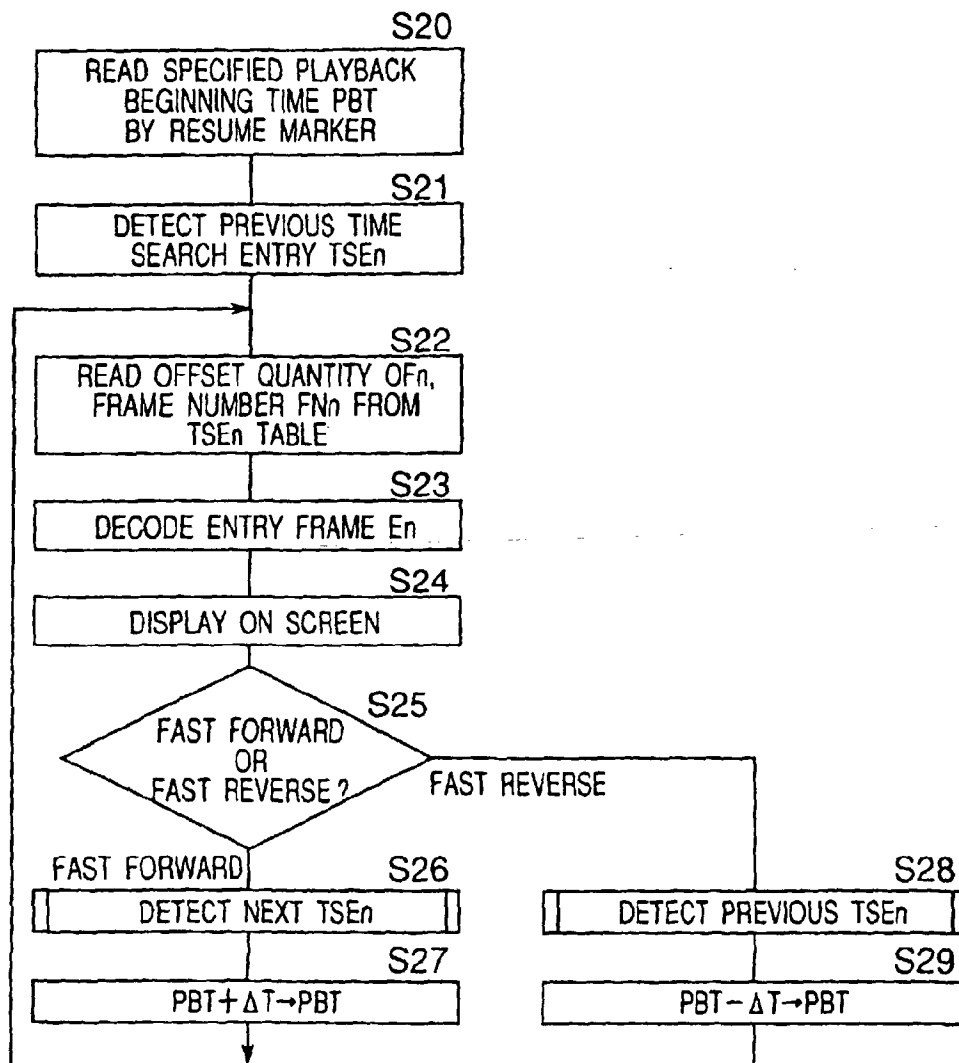 S20
READ SPECIFIED PLAYBACK
BEGINNING TIME PBT
BY RESUME MARKER
S21
DETECT PREVIOUS TIME
SEARCH ENTRY TSEn
S22
READ OFFSET QUANTITY OFn,
FRAME NUMBER FNn FROM
TSEn TABLE
S23
DECODE ENTRY FRAME En
S24
DISPLAY ON SCREEN
S25
FAST FORWARD
OR
FAST REVERSE?
FAST REVERSE
FAST FORWARD
S26
DETECT NEXT TSEn
S27
PBT+ΔT→PBT
S28
DETECT PREVIOUS TSEn
S29
PBT-ΔT→PBT